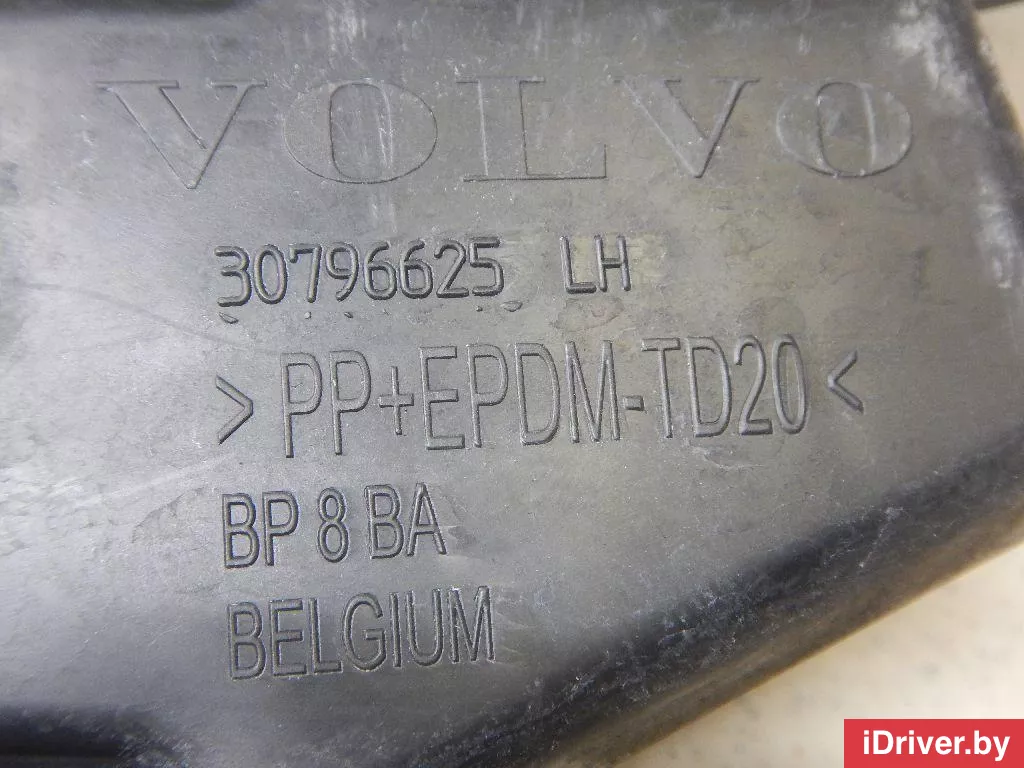 VOLVO
30796625 LH
>PP+EPDM-TD20<
BP 8 BA
BELGIUM
iDriver.by